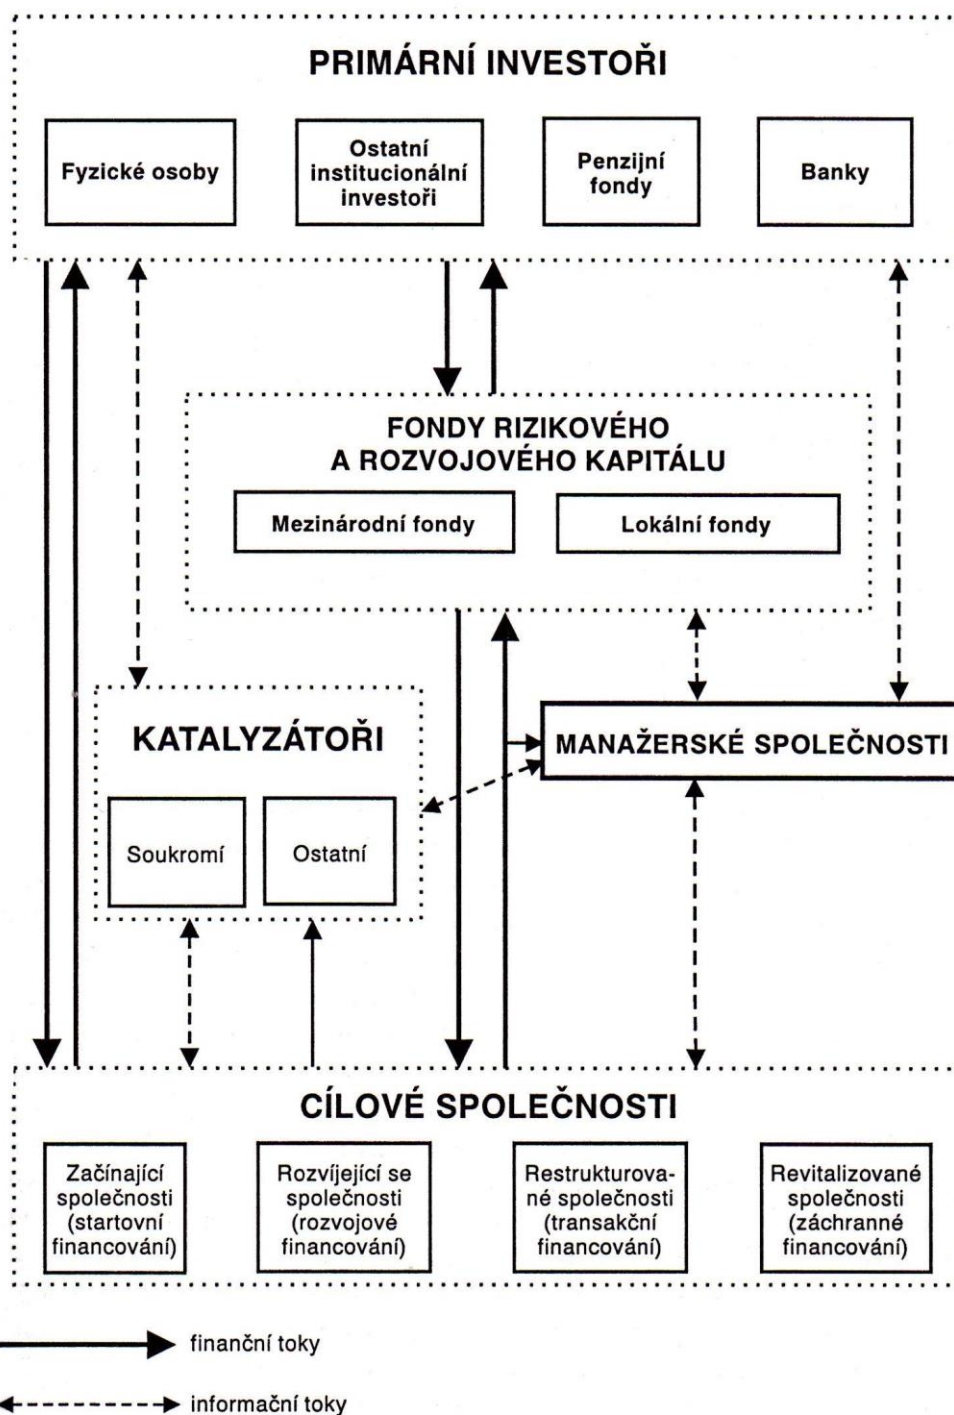 PRIMÁRNÍ INVESTOŘI
Fyzické osoby
Ostatní
institucionální
investoři
Penzijní
fondy
Banky
FONDY RIZIKOVÉHO
A ROZVOJOVÉHO KAPITÁLU
Mezinárodní fondy
Lokální fondy
KATALYZÁTOŘI
Soukromí
Ostatní
MANAŽERSKÉ SPOLEČNOSTI
CÍLOVÉ SPOLEČNOSTI
Začínající
společnosti
(startovní
financování)
Rozvíjející se
společnosti
(rozvojové
financování)
Restrukturova-
né společnosti
(transakční
financování)
Revitalizované
společnosti
(záchranné
financování)
finanční toky
informační toky